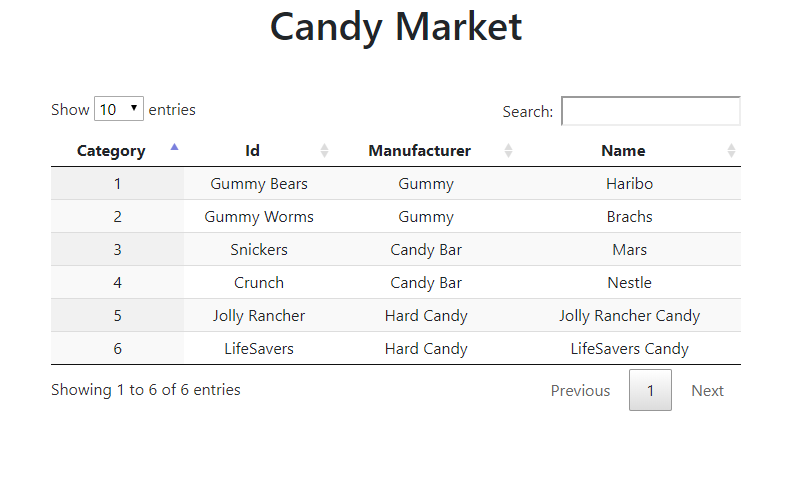 Candy Market
Show 10 entries Search:
Category Id Manufacturer Name
1 Gummy Bears Gummy Haribo
2 Gummy Worms Gummy Brachs
3 Snickers Candy Bar Mars
4 Crunch Candy Bar Nestle
5 Jolly Rancher Hard Candy Jolly Rancher Candy
6 LifeSavers Hard Candy LifeSavers Candy
Showing 1 to 6 of 6 entries Previous 1 Next